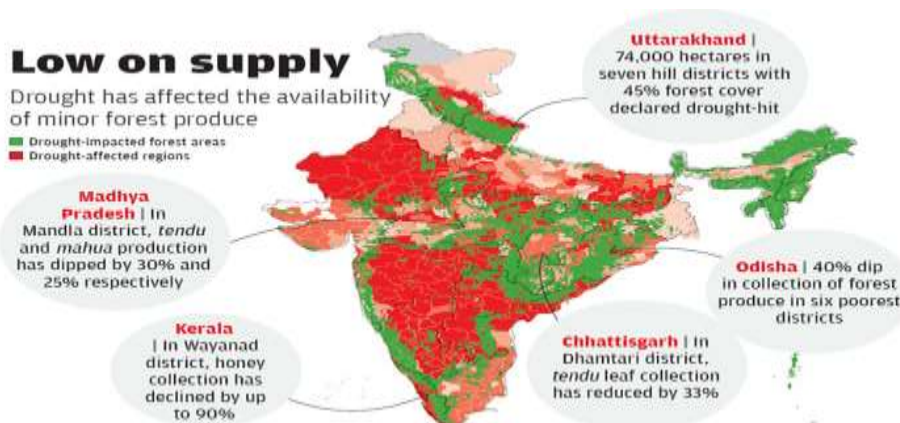 Low on supply
Drought has affected the availability
of minor forest produce
Drought-impacted forest areas
Drought-affected regions
Uttarakhand |
74,000 hectares in
seven hill districts with
45% forest cover
declared drought-hit
Madhya
Pradesh | In
Mandla district, tendu
and mahua production
has dipped by 30% and
25% respectively
Odisha | 40% dip
in collection of forest
produce in six poorest
districts
Kerala
| In Wayanad
district, honey
collection has
declined by up
to 90%
Chhattisgarh | In
Dhamtari district,
tendu leaf collection
has reduced by 33%